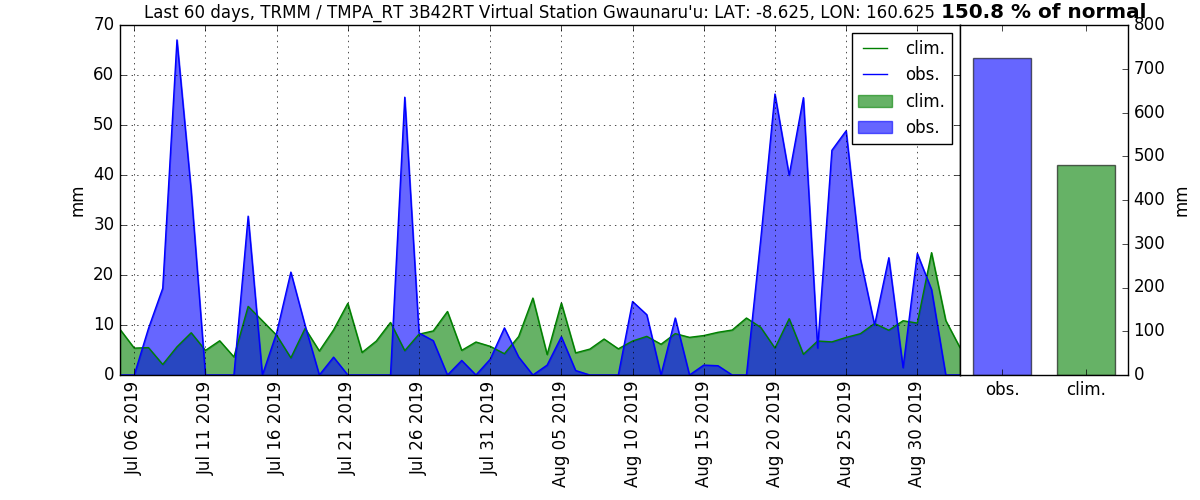 Last 60 days, TRMM / TMPA_RT 3B42RT Virtual Station Gwaunaru'u: LAT: -8.625, LON: 160.625 150.8 % of normal
70
60
50
40
30
20
10
0
mm
clim.
obs.
clim.
obs.
800
700
600
500
400
300
200
100
0
mm
Jul 06 2019
Jul 11 2019
Jul 16 2019
Jul 21 2019
Jul 26 2019
Jul 31 2019
Aug 05 2019
Aug 10 2019
Aug 15 2019
Aug 20 2019
Aug 25 2019
Aug 30 2019
obs.
clim.